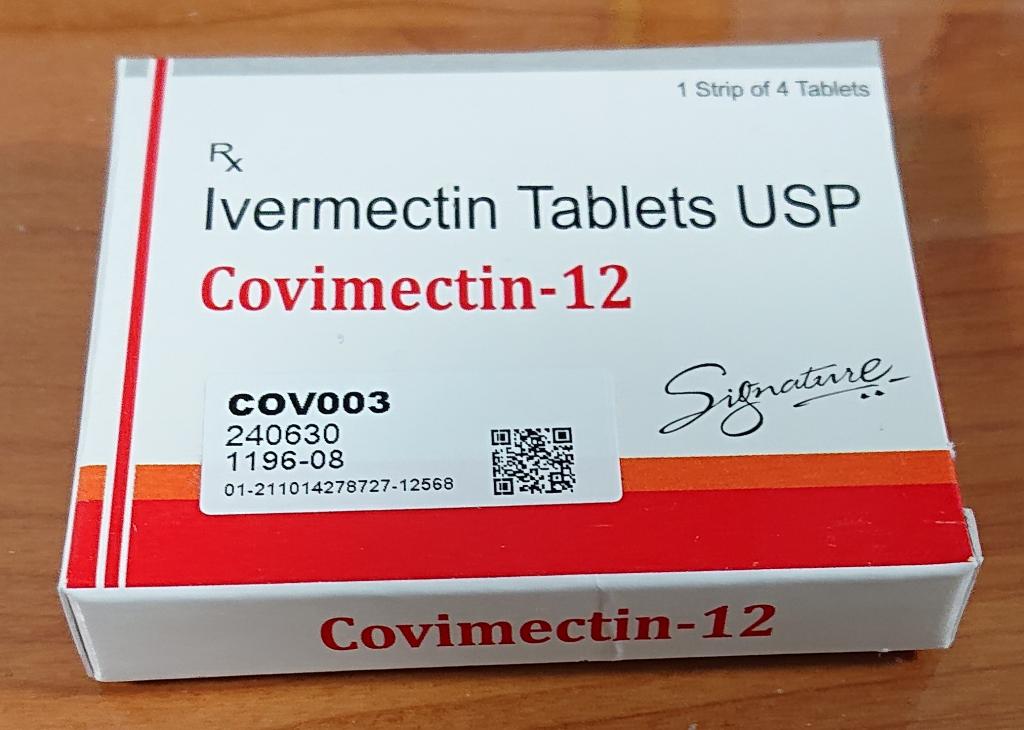 1 Strip of 4 Tablets
Rx
Ivermectin Tablets USP
Covimectin-12
COV003
240630
1196-08
01-211014278727-12568
Signature
Covimectin-12